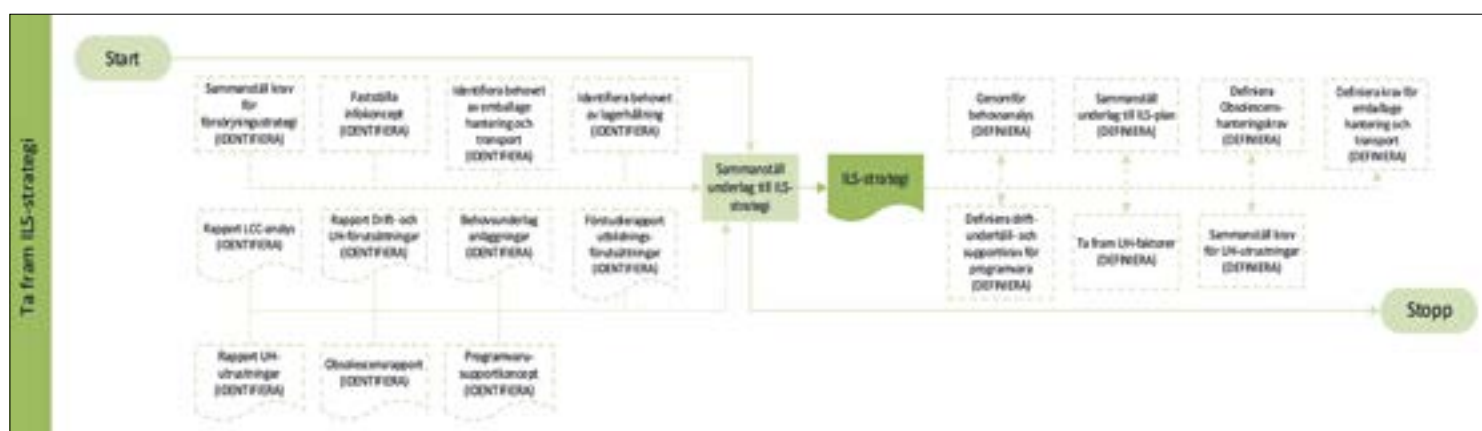 Ta fram ILS-strategi
Start
Sammanställ krav
för
försörjningsstrategi
(IDENTIFIERA)
Fastställa
infokoncept
(IDENTIFIERA)
Identifiera behovet
av emballage
hantering och
transport
(IDENTIFIERA)
Identifiera behovet
av lagerhållning
(IDENTIFIERA)
Genomför
behovsanalys
(DEFINIERA)
Sammanställ
underlag till ILS-plan
(DEFINIERA)
Definiera
Obsolescens-
hanteringskrav
(DEFINIERA)
Definiera krav för
emballage
hantering och
transport
(DEFINIERA)
Sammanställ
underlag till ILS-
strategi
ILS-strategi
Rapport LCC-analys
(IDENTIFIERA)
Rapport Drift- och
UH-förutsättningar
(IDENTIFIERA)
Behovsunderlag
anläggningar
(IDENTIFIERA)
Förstudierapport
utbildnings-
förutsättningar
(IDENTIFIERA)
Definiera drift-
underhåll- och
supportkrav för
programvara
(DEFINIERA)
Ta fram UH-faktorer
(DEFINIERA)
Sammanställ krav
för UH-utrustningar
(DEFINIERA)
Stopp
Rapport UH-
utrustningar
(IDENTIFIERA)
Obsolescensrapport
(IDENTIFIERA)
Programvaru-
supportkoncept
(IDENTIFIERA)